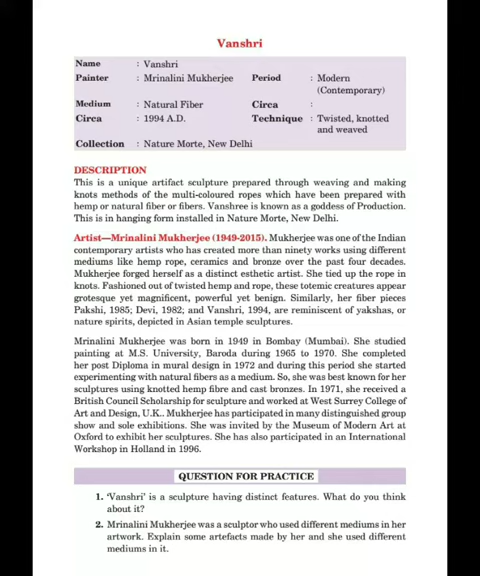 Vanshri
Name : Vanshri
Painter : Mrinalini Mukherjee Period : Modern
(Contemporary)
Medium : Natural Fiber Circa :
Circa : 1994 A.D. Technique : Twisted, knotted
and weaved
Collection : Nature Morte, New Delhi
DESCRIPTION
This is a unique artifact sculpture prepared through weaving and making
knots methods of the multi-coloured ropes which have been prepared with
hemp or natural fiber or fibers. Vanshree is known as a goddess of Production.
This is in hanging form installed in Nature Morte, New Delhi.
Artist—Mrinalini Mukherjee (1949-2015). Mukherjee was one of the Indian
contemporary artists who has created more than ninety works using different
mediums like hemp rope, ceramics and bronze over the past four decades.
Mukherjee forged herself as a distinct esthetic artist. She tied up the rope in
knots. Fashioned out of twisted hemp and rope, these totemic creatures appear
grotesque yet magnificent, powerful yet benign. Similarly, her fiber pieces
Pakshi, 1985; Devi, 1982; and Vanshri, 1994, are reminiscent of yakshas, or
nature spirits, depicted in Asian temple sculptures.
Mrinalini Mukherjee was born in 1949 in Bombay (Mumbai). She studied
painting at M.S. University, Baroda during 1965 to 1970. She completed
her post Diploma in mural design in 1972 and during this period she started
experimenting with natural fibers as a medium. So, she was best known for her
sculptures using knotted hemp fibre and cast bronzes. In 1971, she received a
British Council Scholarship for sculpture and worked at West Surrey College of
Art and Design, U.K.. Mukherjee has participated in many distinguished group
show and sole exhibitions. She was invited by the Museum of Modern Art at
Oxford to exhibit her sculptures. She has also participated in an International
Workshop in Holland in 1996.
QUESTION FOR PRACTICE
1. ‘Vanshri’ is a sculpture having distinct features. What do you think
about it?
2. Mrinalini Mukherjee was a sculptor who used different mediums in her
artwork. Explain some artefacts made by her and she used different
mediums in it.